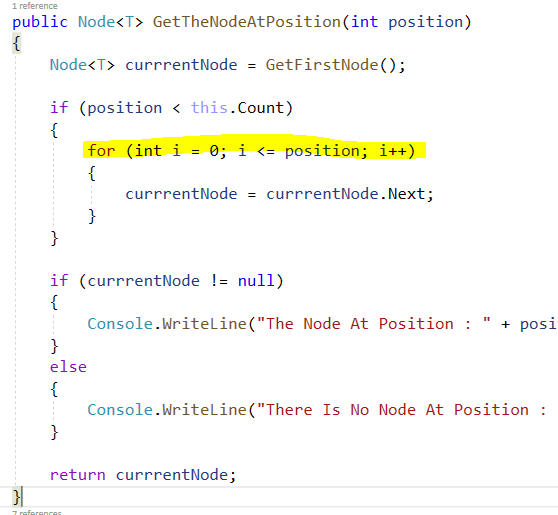 1 reference
public Node<T> GetTheNodeAtPosition(int position)
{
Node<T> currrentNode = GetFirstNode();
if (position < this.Count)
{
for (int i = 0; i <= position; i++)
{
currrentNode = currrentNode.Next;
}
}
if (currrentNode != null)
{
Console.WriteLine("The Node At Position : " + posi
}
else
{
Console.WriteLine("There Is No Node At Position :
}
return currrentNode;
}
7 references